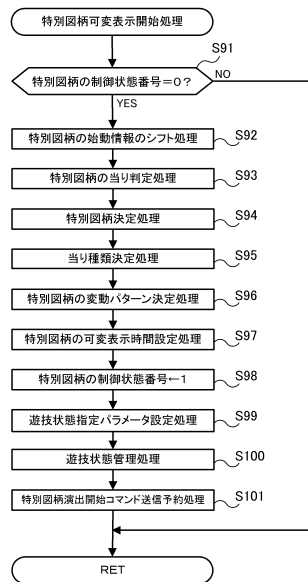 特別図柄可変表示開始処理
S91
特別図柄の制御状態番号=0?
NO
YES
特別図柄の始動情報のシフト処理
S92
特別図柄の当り判定処理
S93
特別図柄決定処理
S94
当り種類決定処理
S95
特別図柄の変動パターン決定処理
S96
特別図柄の可変表示時間設定処理
S97
特別図柄の制御状態番号←1
S98
遊技状態指定パラメータ設定処理
S99
遊技状態管理処理
S100
特別図柄演出開始コマンド送信予約処理
S101
RET